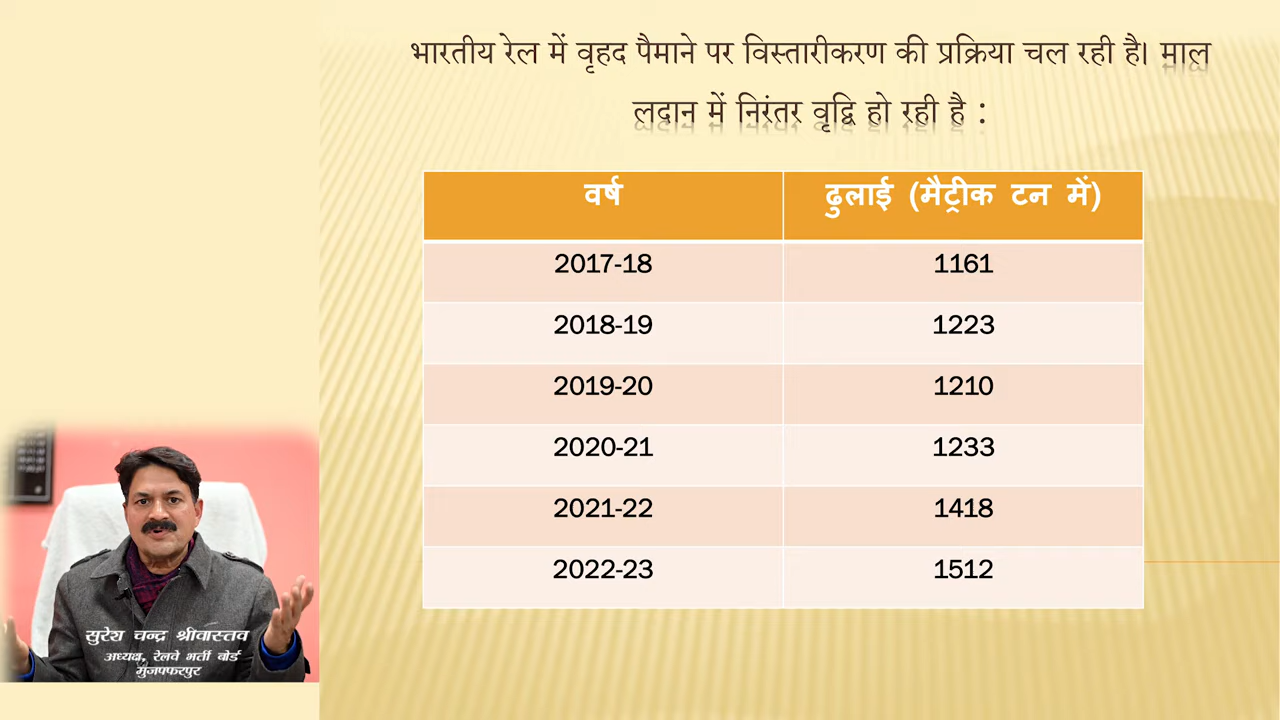 भारतीय रेल में वृहद पैमाने पर विस्तारीकरण की प्रक्रिया चल रही है। माल
लदान में निरंतर वृद्वि हो रही है :
वर्ष ढुलाई (मैट्रीक टन में)
2017-18 1161
2018-19 1223
2019-20 1210
2020-21 1233
2021-22 1418
2022-23 1512
सुरेश चन्द्र श्रीवास्तव
अध्यक्ष, रेलवे भर्ती बोर्ड
मुजफ्फरपुर